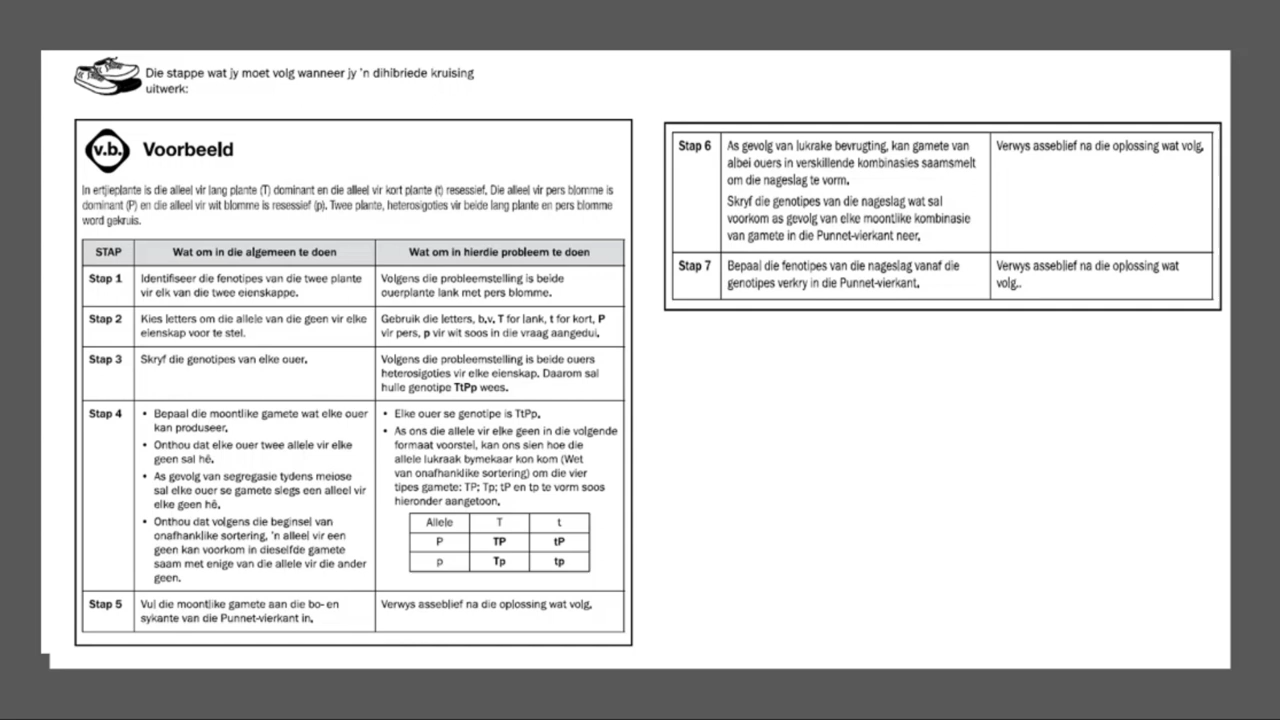 Die stappe wat jy moet volg wanneer jy 'n dihibriede kruising
uitwerk:
v.b. Voorbeeld
In ertjieplante is die alleel vir lang plante (T) dominant en die alleel vir kort plante (t) resessief. Die alleel vir pers blomme is
dominant (P) en die alleel vir wit blomme is resessief (p). Twee plante, heterosigoties vir beide lang plante en pers blomme
word gekruis.
STAP Wat om in die algemeen te doen Wat om in hierdie probleem te doen
Stap 1 Identifiseer die fenotipes van die twee plante
vir elk van die twee eienskappe.
Volgens die probleemstelling is beide
ouerplante lank met pers blomme.
Stap 2 Kies letters om die allele van die geen vir elke
eienskap voor te stel.
Gebruik die letters, b.v. T for lank, t for kort, P
vir pers, p vir wit soos in die vraag aangedui.
Stap 3 Skryf die genotipes van elke ouer.
Volgens die probleemstelling is beide ouers
heterosigoties vir elke eienskap. Daarom sal
hulle genotipe TtPp wees.
Stap 4 • Bepaal die moontlike gamete wat elke ouer
kan produseer.
• Onthou dat elke ouer twee allele vir elke
geen sal hê.
• As gevolg van segregasie tydens meiose
sal elke ouer se gamete slegs een alleel vir
elke geen hê.
• Onthou dat volgens die beginsel van
onafhanklike sortering, 'n alleel vir een
geen kan voorkom in dieselfde gamete
saam met enige van die allele vir die ander
geen.
• Elke ouer se genotipe is TtPp.
• As ons die allele vir elke geen in die volgende
formaat voorstel, kan ons sien hoe die
allele lukraak bymekaar kon kom (Wet
van onafhanklike sortering) om die vier
tipes gamete: TP; Tp; tP en tp te vorm soos
hieronder aangetoon.
Allele T t
P TP tP
p Tp tp
Stap 5 Vul die moontlike gamete aan die bo- en
sykante van die Punnet-vierkant in.
Verwys asseblief na die oplossing wat volg.
Stap 6 As gevolg van lukrake bevrugting, kan gamete van
albei ouers in verskillende kombinasies saamsmelt
om die nageslag te vorm.
Skryf die genotipes van die nageslag wat sal
voorkom as gevolg van elke moontlike kombinasie
van gamete in die Punnet-vierkant neer.
Verwys asseblief na die oplossing wat volg.
Stap 7 Bepaal die fenotipes van die nageslag vanaf die
genotipes verkry in die Punnet-vierkant.
Verwys asseblief na die oplossing wat
volg..